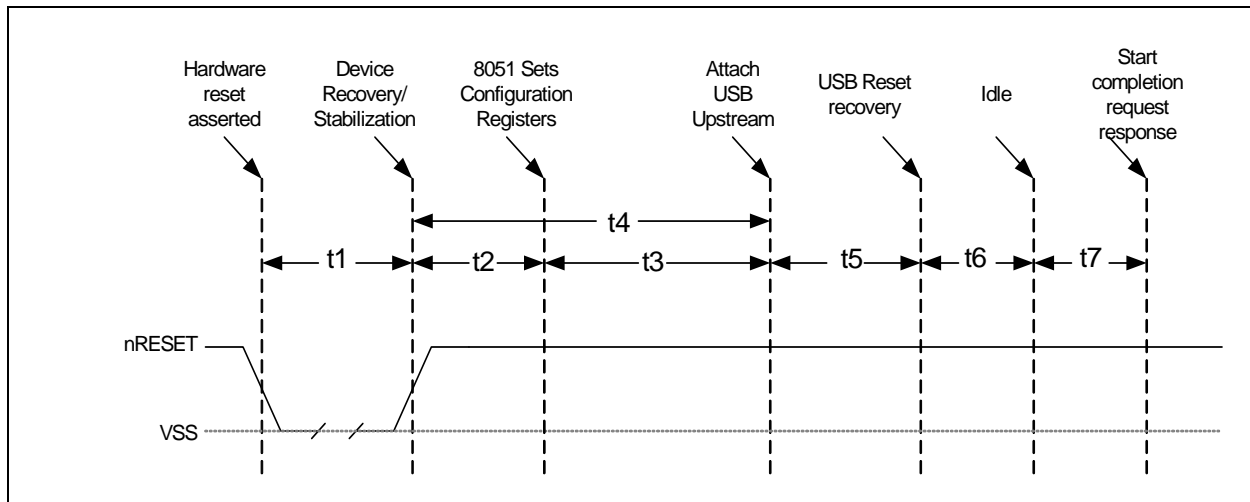 Hardware
reset
asserted
Device
Recovery/
Stabilization
8051 Sets
Configuration
Registers
Attach
USB
Upstream
USB Reset
recovery
Idle
Start
completion
request
response
t4
t1
t2
t3
t5
t6
t7
nRESET
VSS